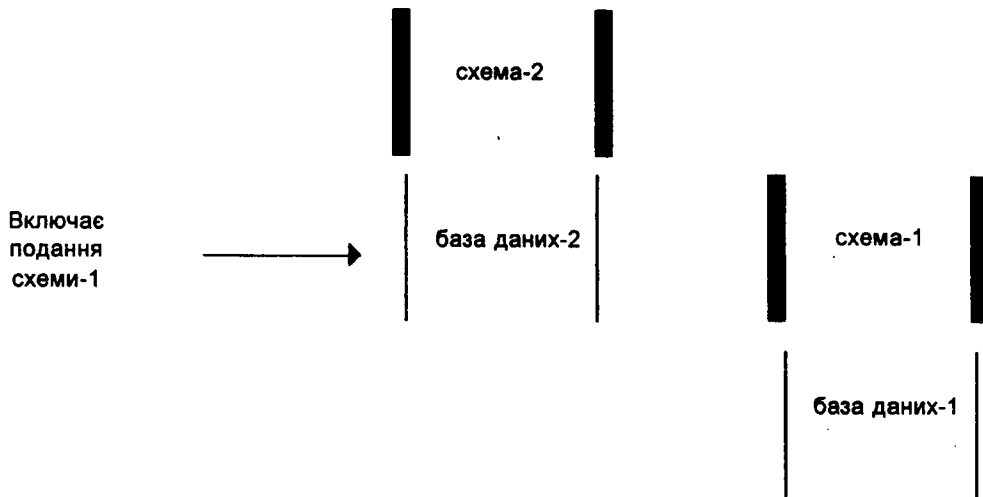 схема-2
Включає
подання
схеми-1
база даних-2
схема-1
база даних-1